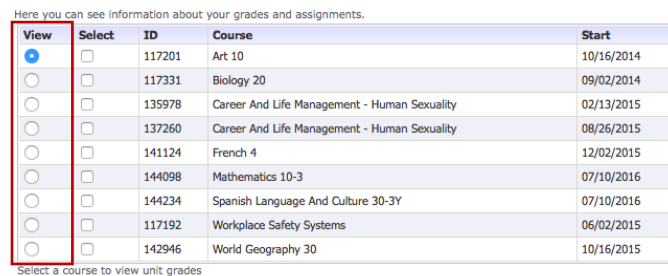 Here you can see information about your grades and assignments.
View Select ID Course Start
117201 Art 10 10/16/2014
117331 Biology 20 09/02/2014
135978 Career And Life Management - Human Sexuality 02/13/2015
137260 Career And Life Management - Human Sexuality 08/26/2015
141124 French 4 12/02/2015
144098 Mathematics 10-3 07/10/2016
144234 Spanish Language And Culture 30-3Y 07/10/2016
117192 Workplace Safety Systems 06/02/2015
142946 World Geography 30 10/16/2015
Select a course to view unit grades